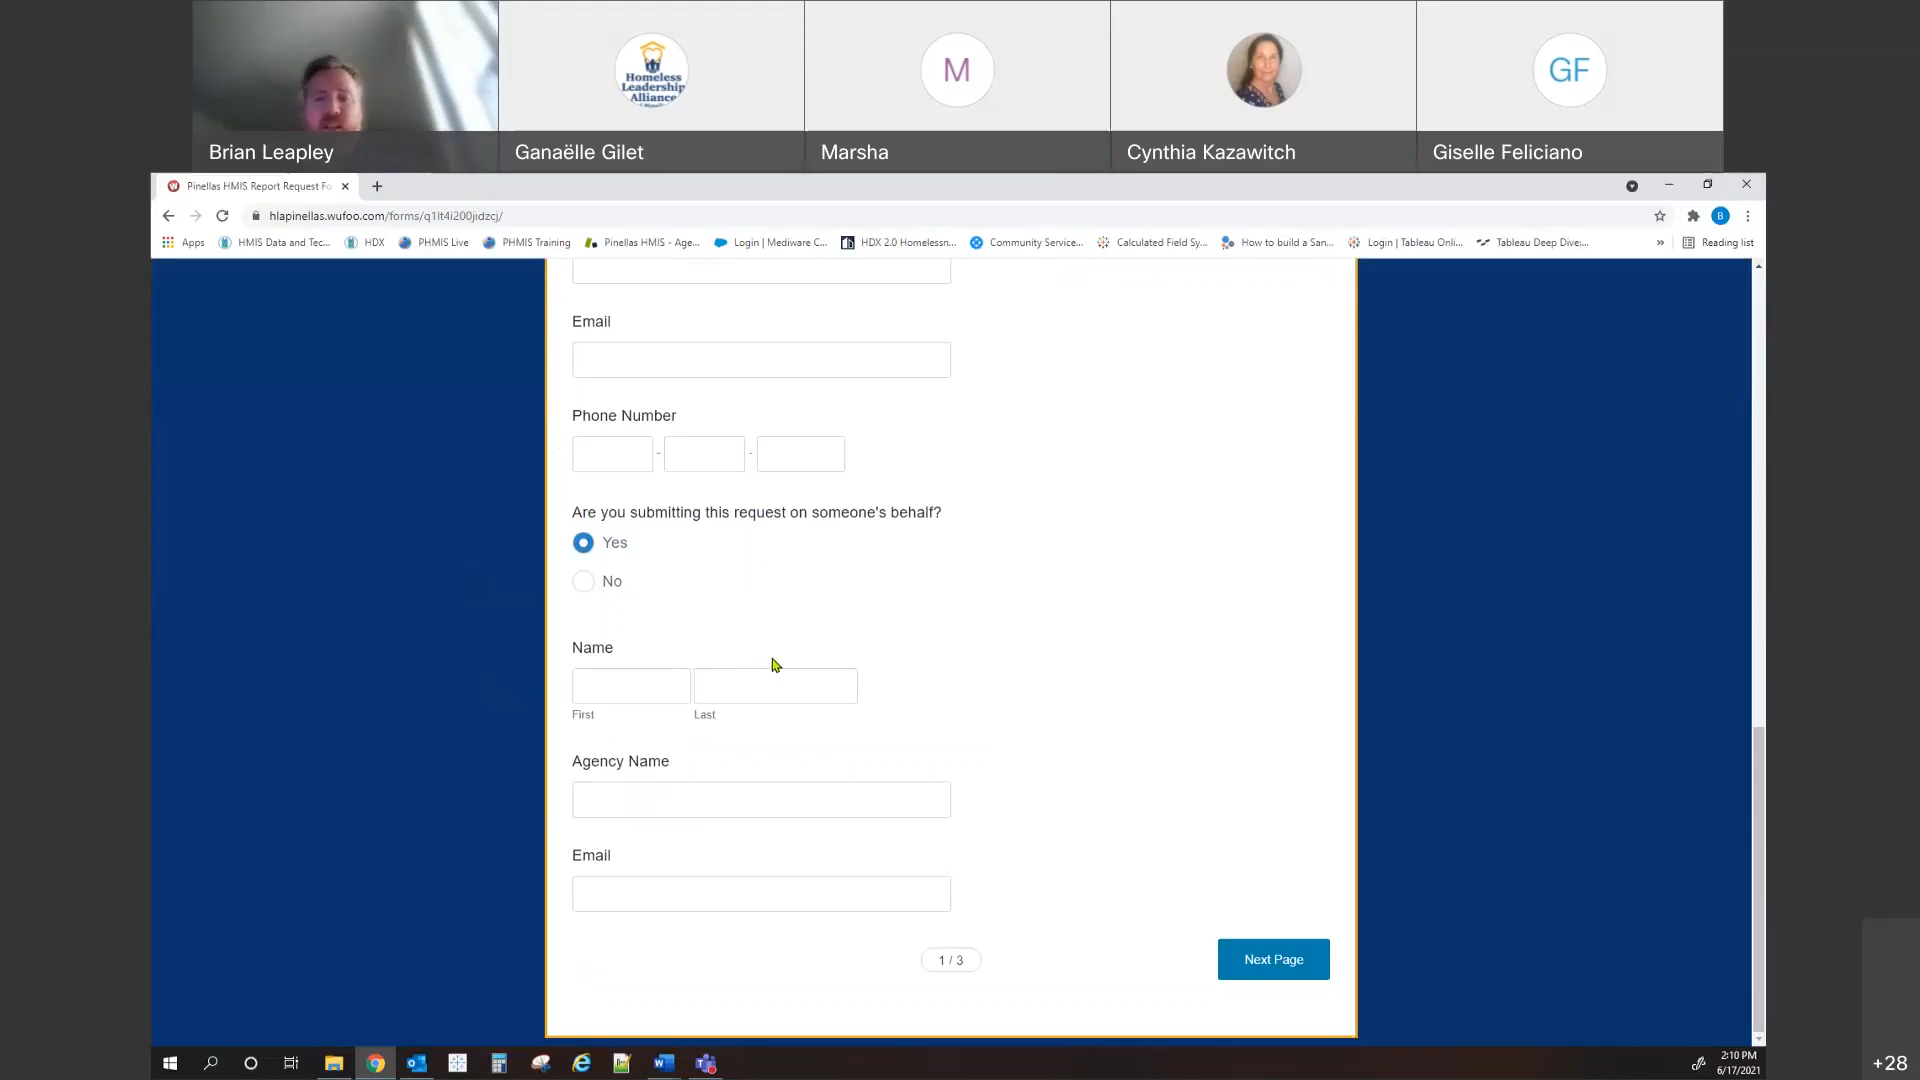 Homeless
Leadership
Alliance
M
GF
Brian Leapley
Ganaëlle Gilet
Marsha
Cynthia Kazawitch
Giselle Feliciano
Pinellas HMIS Report Request Fo
hlapinellas.wufoo.com/forms/q1lt4i200jidzcj/
B
Apps
HMIS Data and Tec...
HDX
PHMIS Live
PHMIS Training
Pinellas HMIS - Age...
Login | Mediware C...
HDX 2.0 Homelessn...
Community Service...
Calculated Field Sy...
How to build a San...
Login | Tableau Onli...
Tableau Deep Dive:...
»
Reading list
Email
Phone Number
- -
Are you submitting this request on someone's behalf?
Yes
No
Name
First Last
Agency Name
Email
1 / 3
Next Page
2:10 PM
6/17/2021
+28